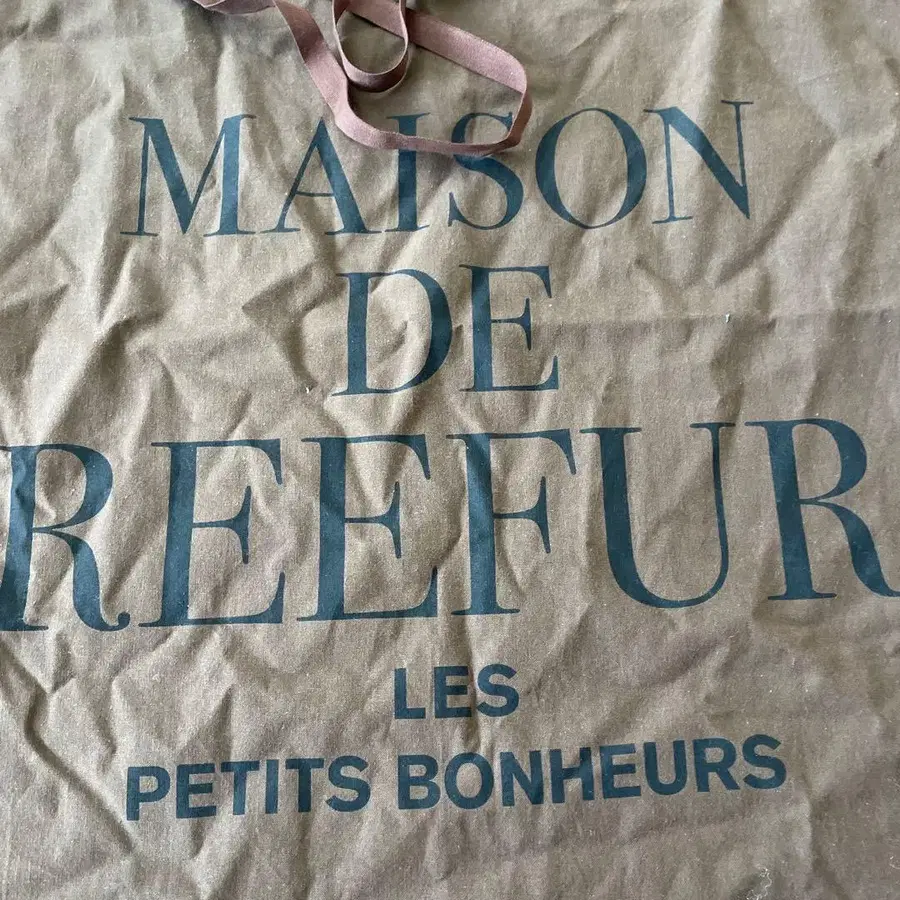 MAISON
DE
REEFUR
LES
PETITS BONHEURS